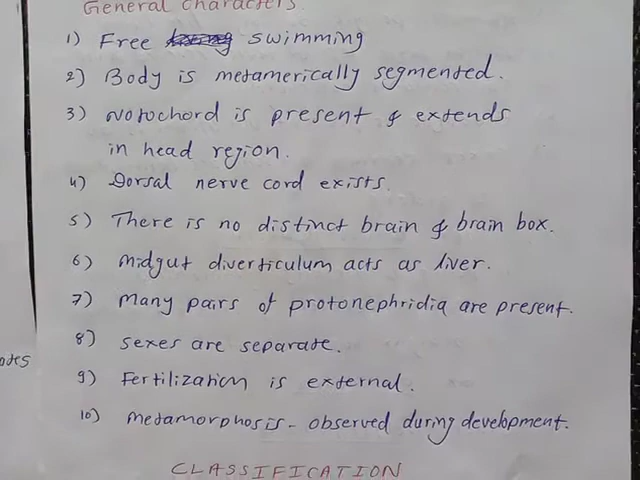 General Characters.
1) Free swimming
2) Body is metamerically segmented.
3) Notochord is present & extends
in head region.
4) Dorsal nerve cord exists.
5) There is no distinct brain & brain box.
6) Midgut diverticulum acts as liver.
7) Many pairs of protonephridia are present.
8) Sexes are separate.
9) Fertilization is external.
10) Metamorphosis - observed during development.
CLASSIFICATION